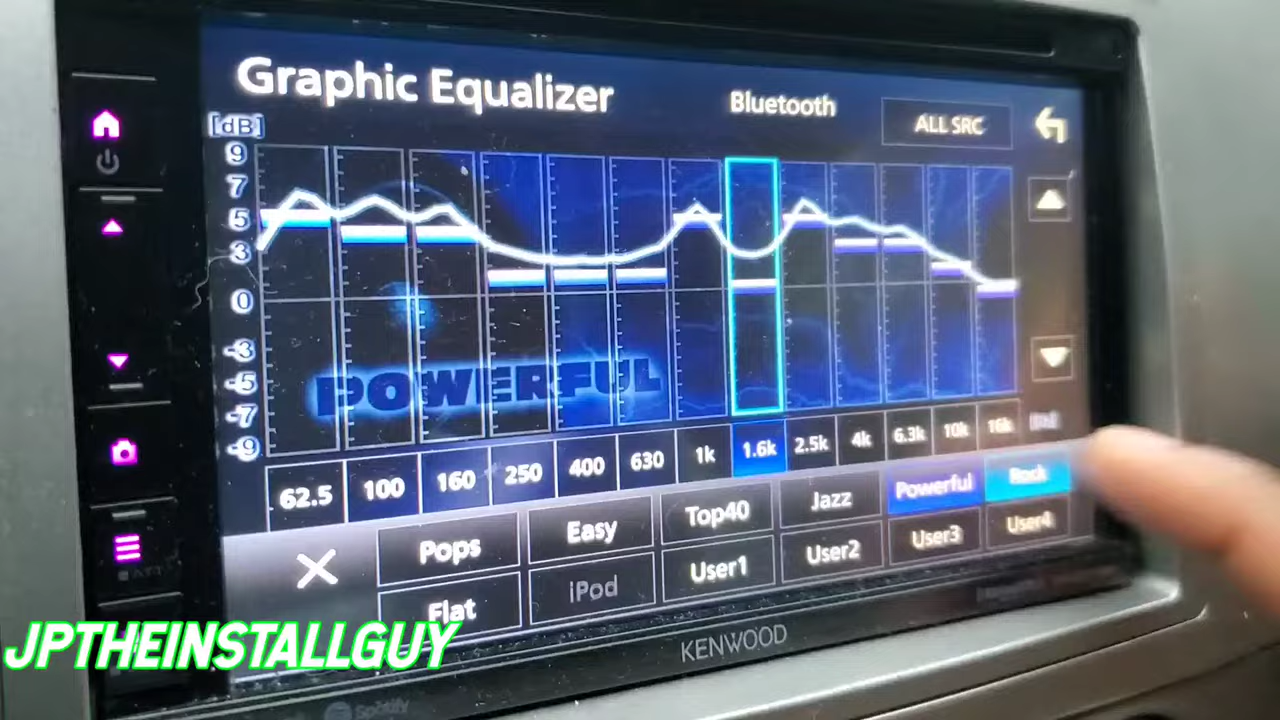 Graphic Equalizer
Bluetooth
ALL SRC
[dB]
9
7
5
3
0
-3
-5
-7
-9
POWERFUL
62.5 100 160 250 400 630 1k 1.6k 2.5k 4k 6.3k 10k 16k [Hz]
Pops Easy Top40 Jazz Powerful Rock
Flat iPod User1 User2 User3 User4
KENWOOD
JPTHEINSTALLGUY
Spotify